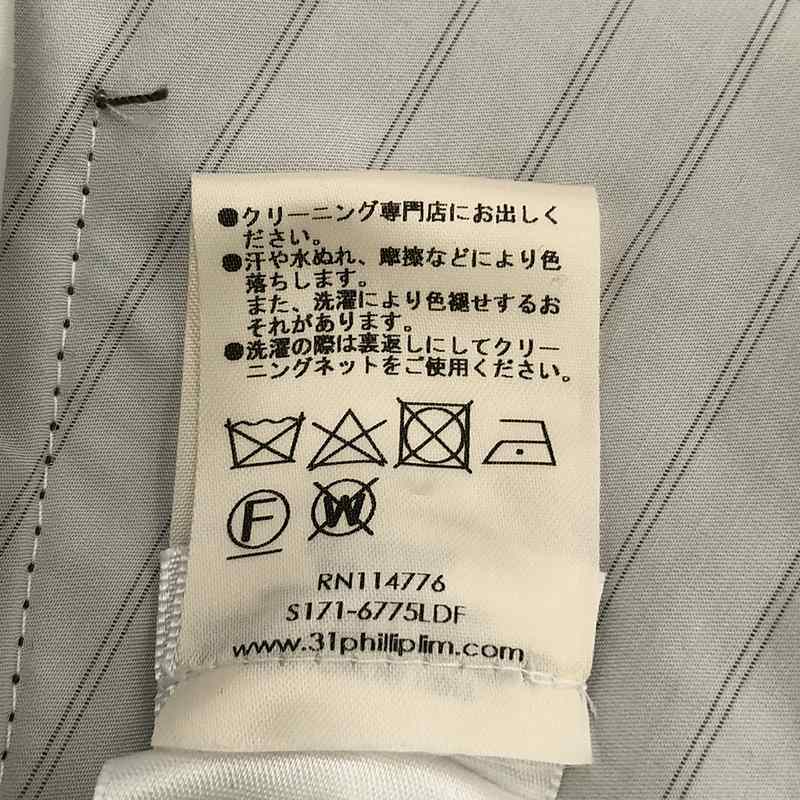 ●クリーニング専門店にお出しく
ださい。
●汗や水ぬれ、摩擦などにより色
落ちします。
また、洗濯により色褪せするお
それがあります。
●洗濯の際は裏返しにしてクリー
ニングネットをご使用ください。
F W
RN114776
S171-6775LDF
www.31philliplim.com